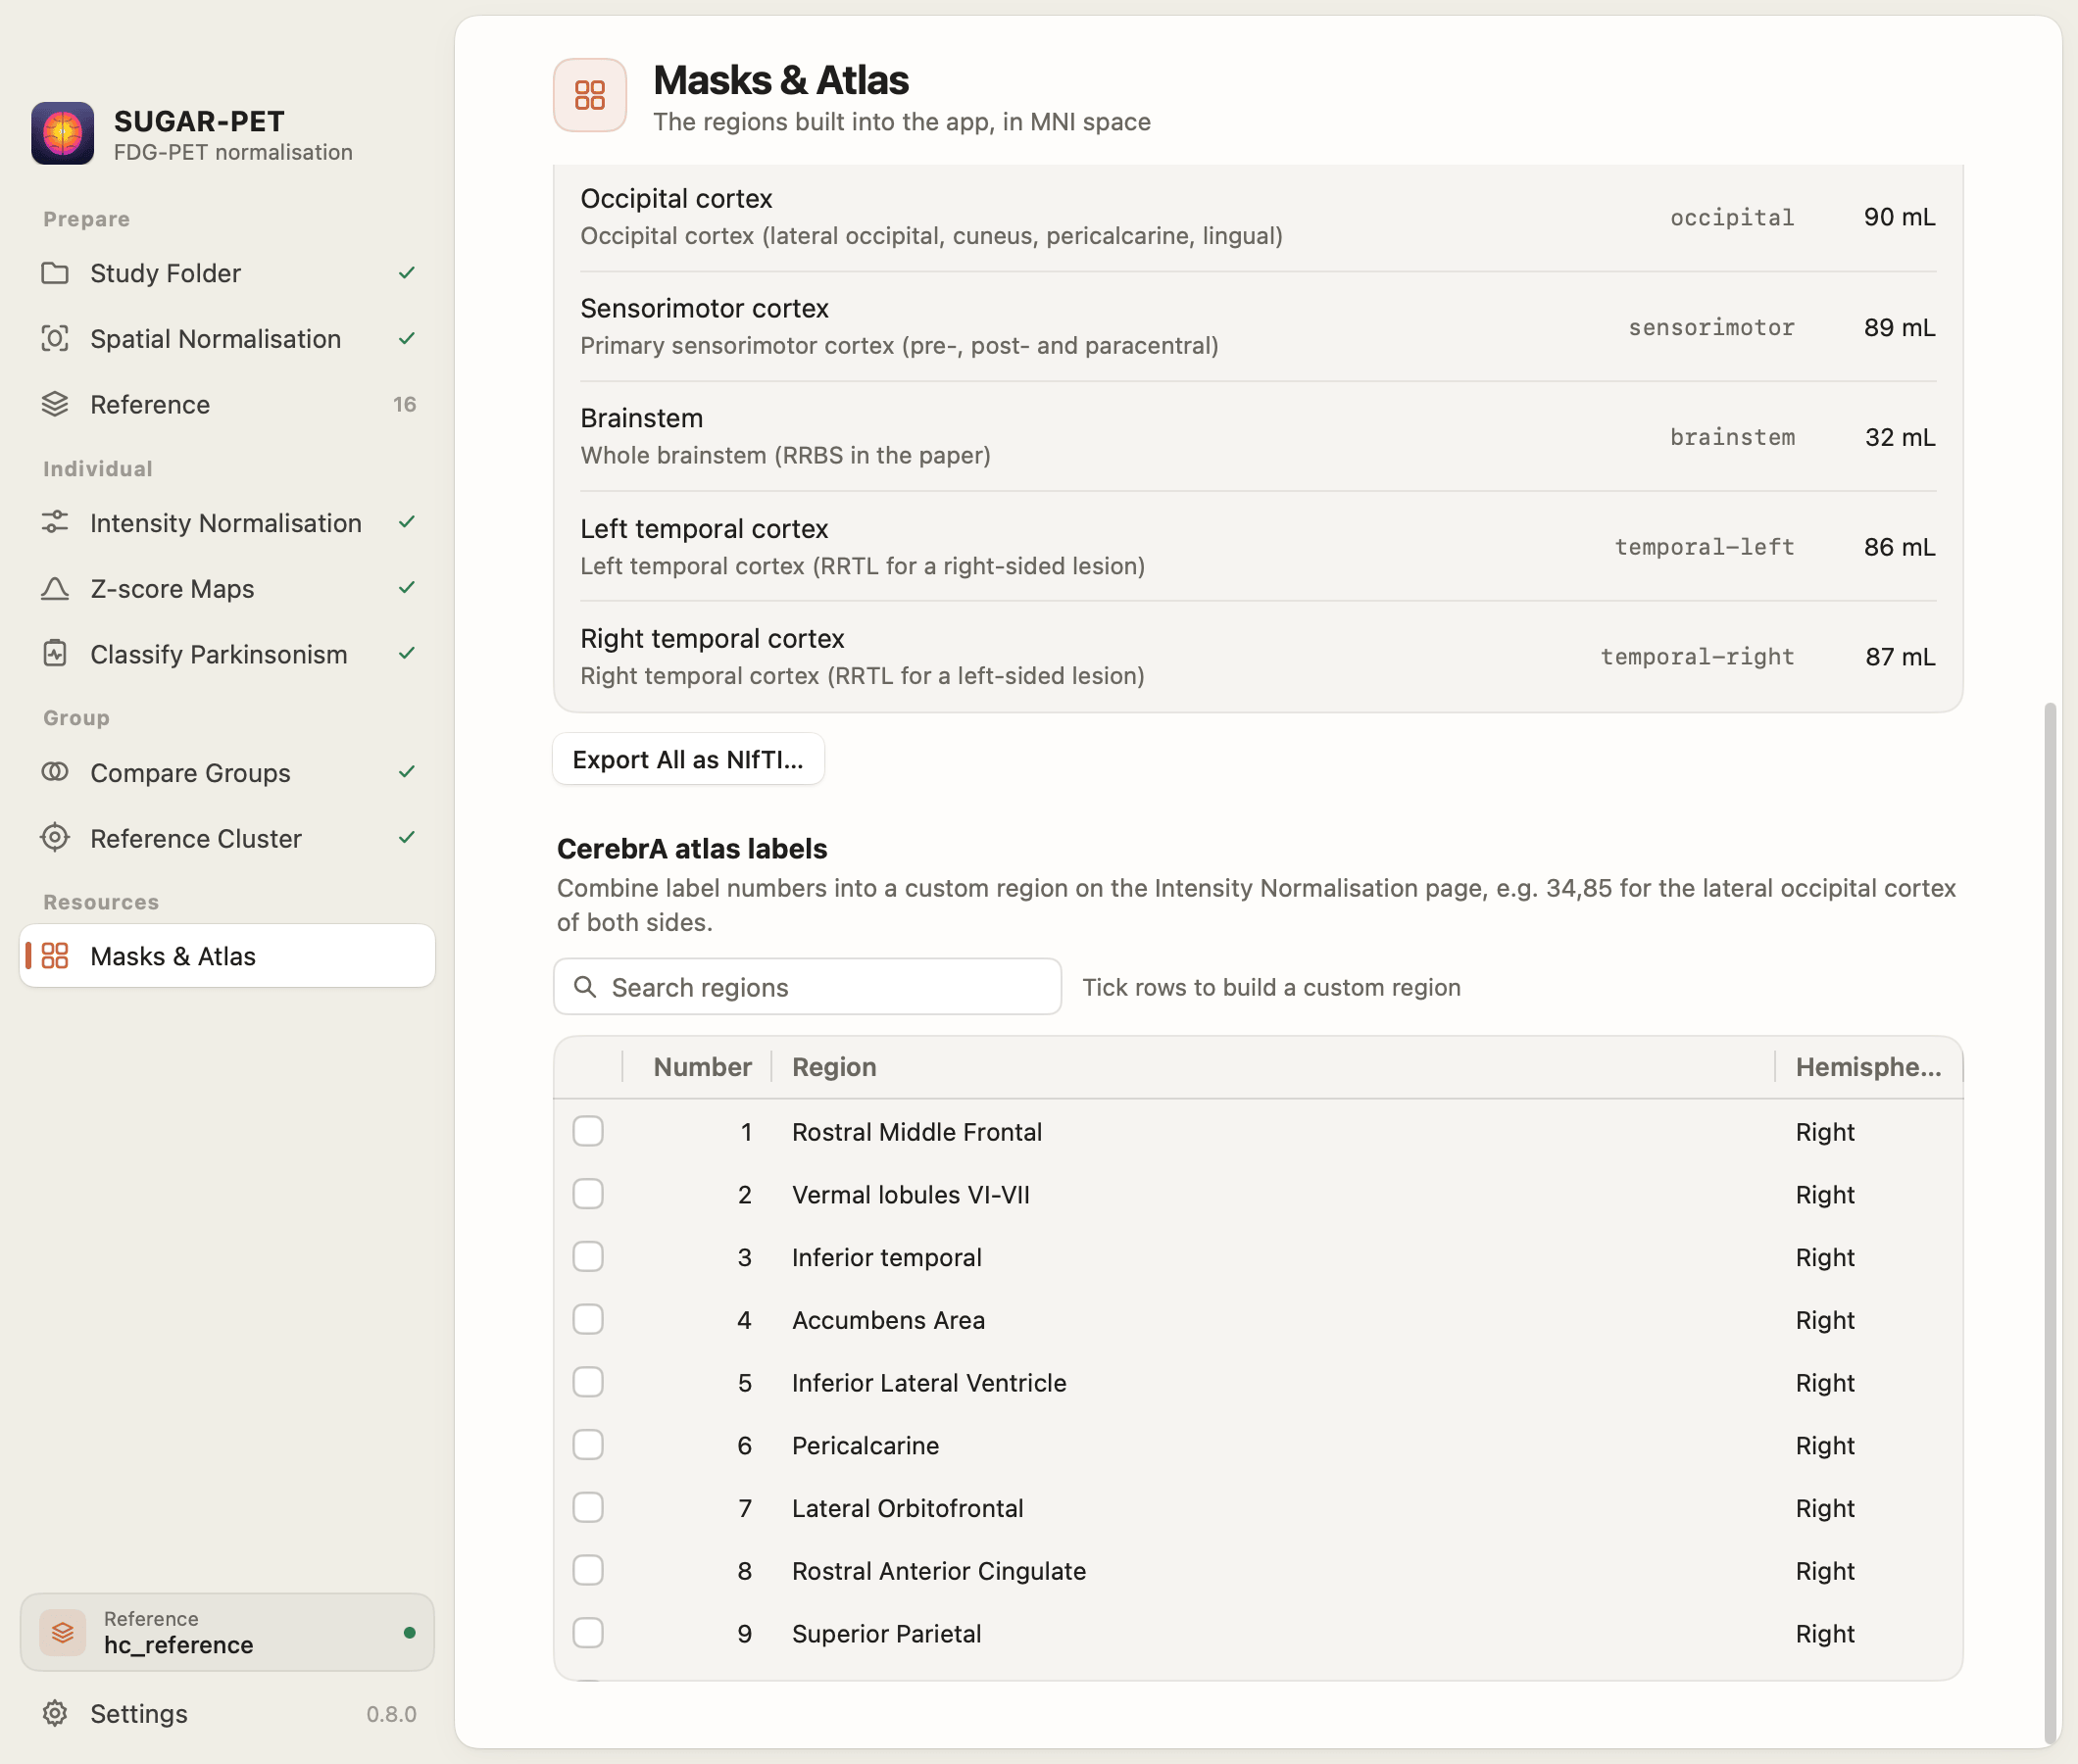 SUGAR-PET
FDG-PET normalisation
Prepare
Study Folder
Spatial Normalisation
Reference 16
Individual
Intensity Normalisation
Z-score Maps
Classify Parkinsonism
Group
Compare Groups
Reference Cluster
Resources
Masks & Atlas
Reference
hc_reference
Settings 0.8.0
Masks & Atlas
The regions built into the app, in MNI space
Occipital cortex
Occipital cortex (lateral occipital, cuneus, pericalcarine, lingual)
occipital 90 mL
Sensorimotor cortex
Primary sensorimotor cortex (pre-, post- and paracentral)
sensorimotor 89 mL
Brainstem
Whole brainstem (RRBS in the paper)
brainstem 32 mL
Left temporal cortex
Left temporal cortex (RRTL for a right-sided lesion)
temporal-left 86 mL
Right temporal cortex
Right temporal cortex (RRTL for a left-sided lesion)
temporal-right 87 mL
Export All as NIfTI...
CerebrA atlas labels
Combine label numbers into a custom region on the Intensity Normalisation page, e.g. 34,85 for the lateral occipital cortex
of both sides.
Search regions
Tick rows to build a custom region
Number Region Hemisphe...
1 Rostral Middle Frontal Right
2 Vermal lobules VI-VII Right
3 Inferior temporal Right
4 Accumbens Area Right
5 Inferior Lateral Ventricle Right
6 Pericalcarine Right
7 Lateral Orbitofrontal Right
8 Rostral Anterior Cingulate Right
9 Superior Parietal Right